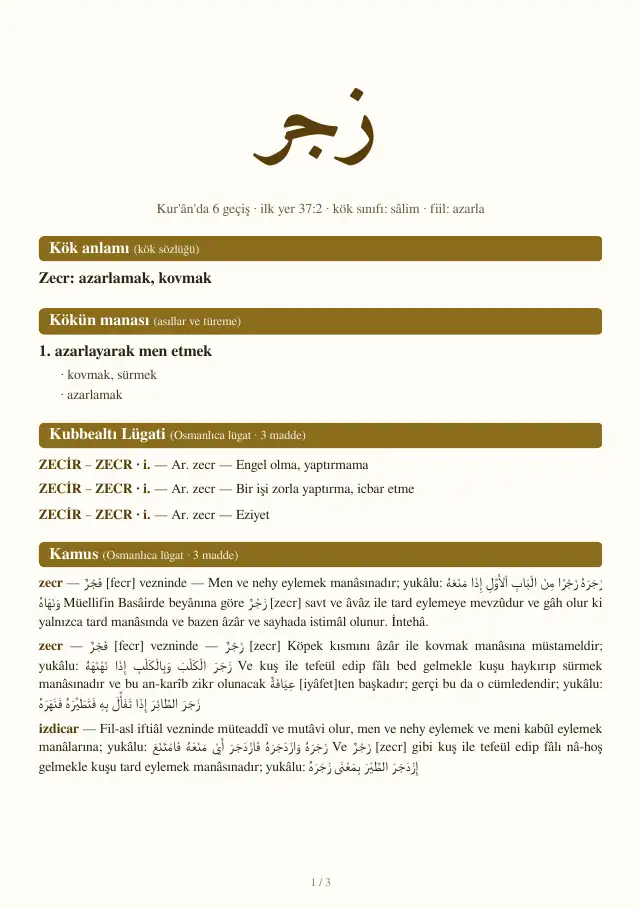 زجر
Kur'ân'da 6 geçiş · ilk yer 37:2 · kök sınıfı: sâlim · fiil: azarla
Kök anlamı (kök sözlüğü)
Zecr: azarlamak, kovmak
Kökün manası (asıllar ve türeme)
1. azarlayarak men etmek
· kovmak, sürmek
· azarlamak
Kubbealtı Lügati (Osmanlıca lügat · 3 madde)
ZECİR – ZECR · i. — Ar. zecr — Engel olma, yaptırmama
ZECİR – ZECR · i. — Ar. zecr — Bir işi zorla yaptırma, icbar etme
ZECİR – ZECR · i. — Ar. zecr — Eziyet
Kamus (Osmanlıca lügat · 3 madde)
zecr — فَجْرٌ [fecr] vezninde — Men ve nehy eylemek manâsınadır; yukâlu: زَجَرَهُ زَجْرًا مِنَ الْبَابِ اْلأَوَّلِ إِذَا مَنَعَهُ
وَنَهَاهُ Müellifin Basâirde beyânına göre زَجْرٌ [zecr] savt ve âvâz ile tard eylemeye mevzûdur ve gâh olur ki
yalnızca tard manâsında ve bazen âzâr ve sayhada istimâl olunur. İntehâ.
zecr — فَجْرٌ [fecr] vezninde — زَجْرٌ [zecr] Köpek kısmını âzâr ile kovmak manâsına müstameldir;
yukâlu: زَجَرَ الْكَلْبَ وَبِالْكَلْبِ إِذَا نَهْنَهَهُ Ve kuş ile tefeül edip fâlı bed gelmekle kuşu haykırıp sürmek
manâsınadır ve bu an-karîb zikr olunacak عِيَافَةٌ [iyâfet]ten başkadır; gerçi bu da o cümledendir; yukâlu:
زَجَرَ الطَّائِرَ إِذَا تَفَأَّلَ بِهِ فَتَطَيَّرَهُ فَنَهَرَهُ
izdicar — Fil-asl iftiâl vezninde müteaddî ve mutâvi olur, men ve nehy eylemek ve meni kabûl eylemek
manâlarına; yukâlu: زَجَرَهُ وَازْدَجَرَهُ فَازْدَجَرَ أَيْ مَنَعَهُ فَامْتَنَعَ Ve زَجْرٌ [zecr] gibi kuş ile tefeül edip fâlı nâ-hoş
gelmekle kuşu tard eylemek manâsınadır; yukâlu: إِزْدَجَرَ الطَّيْرَ بِمَعْنَى زَجَرَهُ
1 / 3